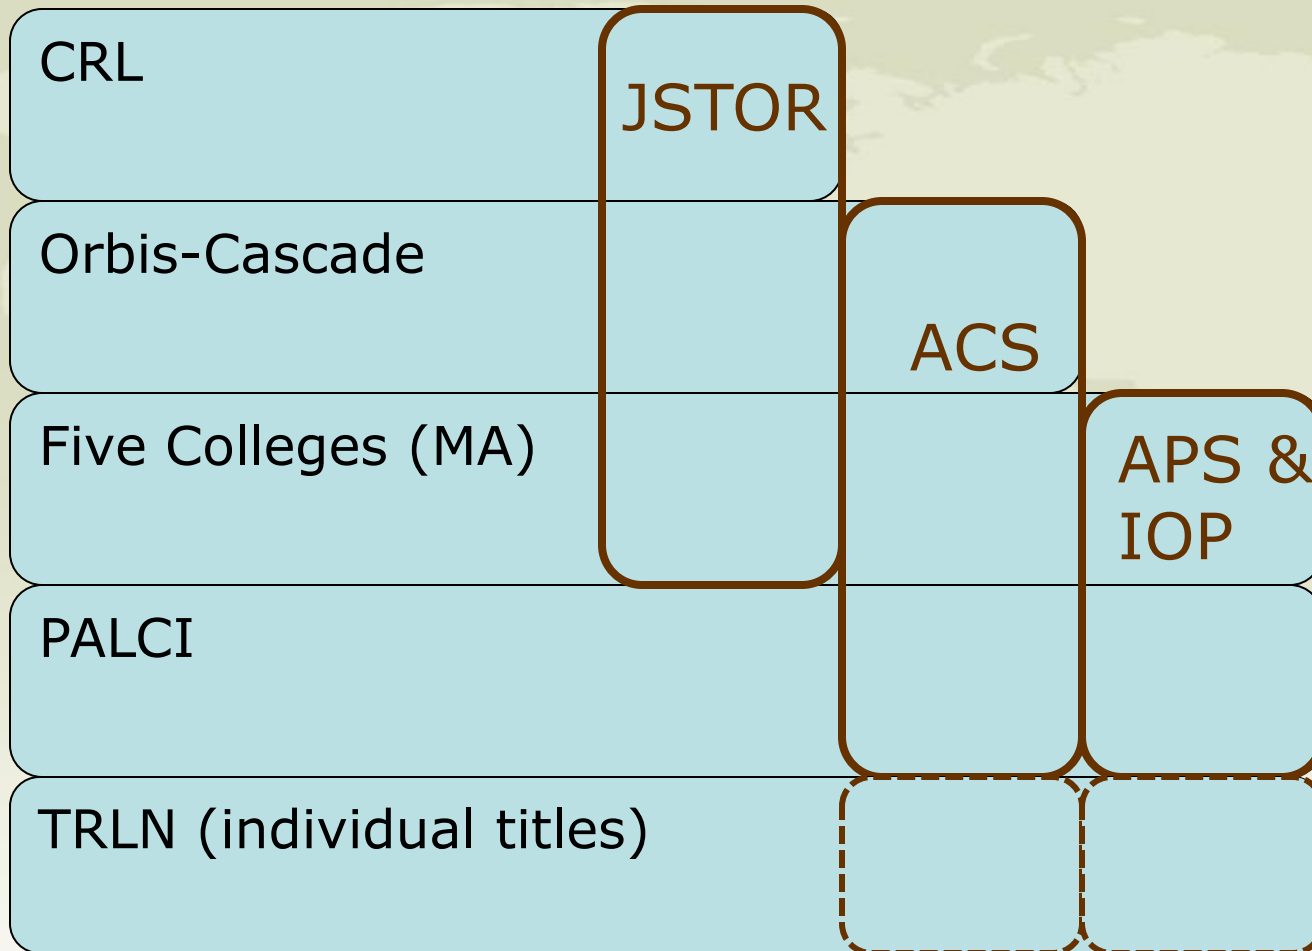 CRL
JSTOR
Orbis-Cascade
ACS
Five Colleges (MA)
APS &
IOP
PALCI
TRLN (individual titles)